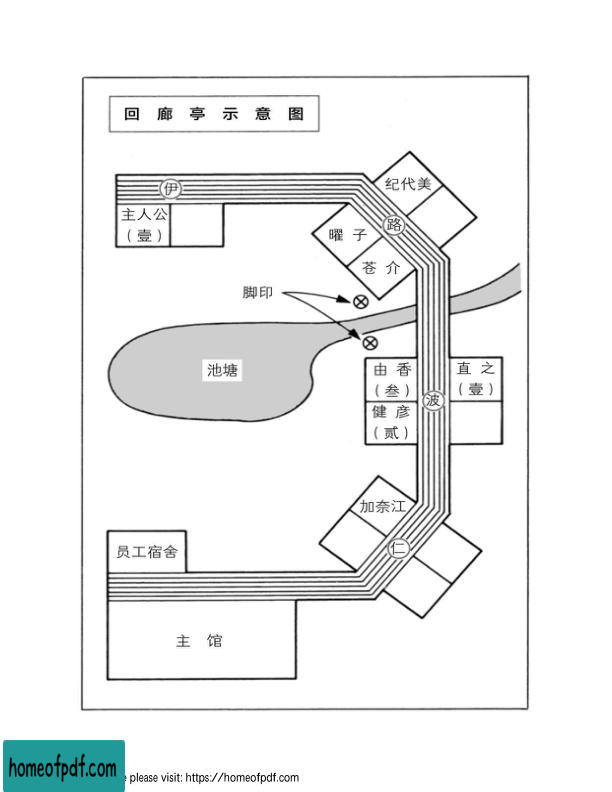 回廊亭示意图
伊
主人公
（壹）
纪代美
路
曜子
苍介
脚印
池塘
由香
（叁）
直之
（壹）
波
健彦
（贰）
加奈江
仁
员工宿舍
主馆
homeofpdf.com
e please visit: https://homeofpdf.com